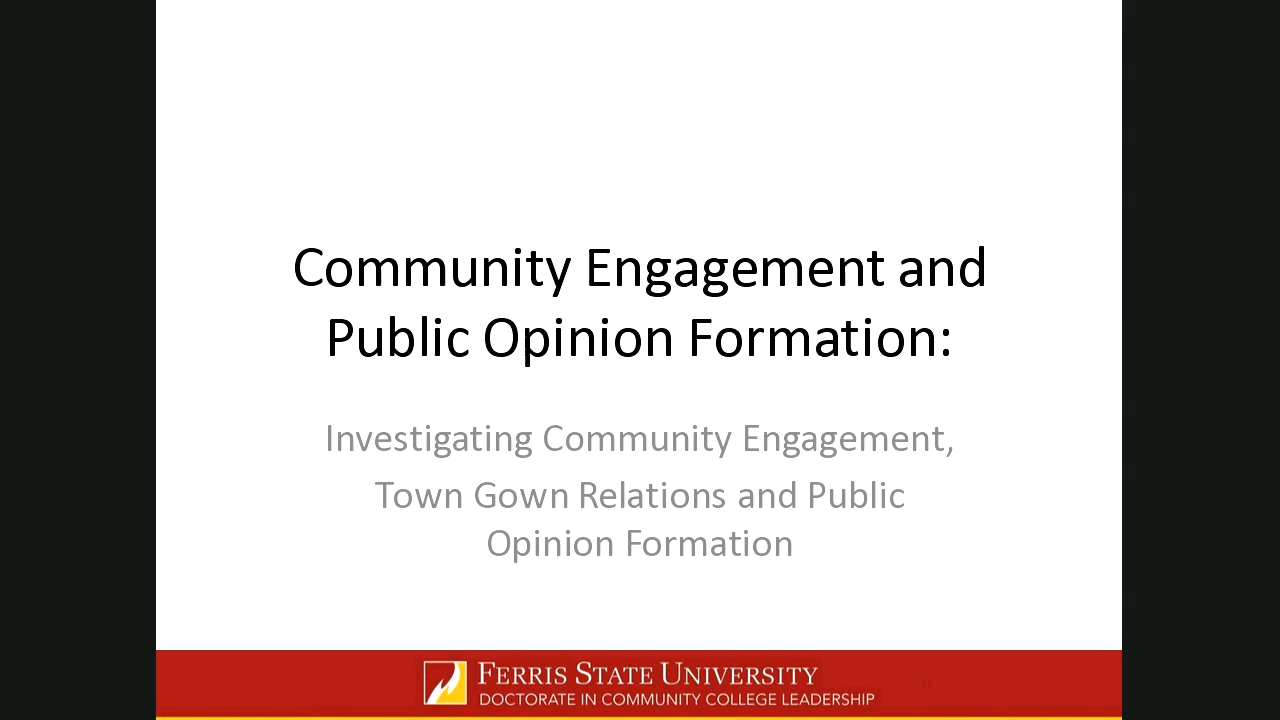 Community Engagement and
Public Opinion Formation:
Investigating Community Engagement,
Town Gown Relations and Public
Opinion Formation
FERRIS STATE UNIVERSITY
DOCTORATE IN COMMUNITY COLLEGE LEADERSHIP